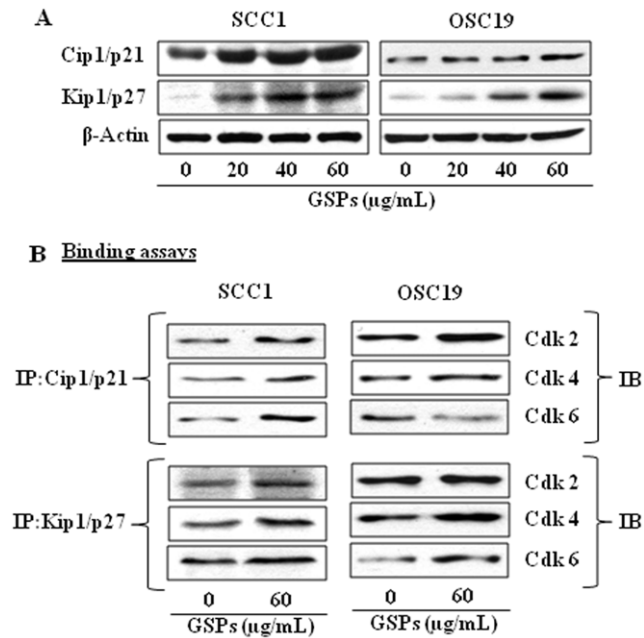 A
SCC1 OSC19
Cip1/p21
Kip1/p27
β-Actin
0 20 40 60 0 20 40 60
GSPs (µg/mL)
B Binding assays
SCC1 OSC19
IP:Cip1/p21 Cdk 2
Cdk 4 IB
Cdk 6
IP:Kip1/p27 Cdk 2
Cdk 4 IB
Cdk 6
0 60 0 60
GSPs (µg/mL) GSPs (µg/mL)